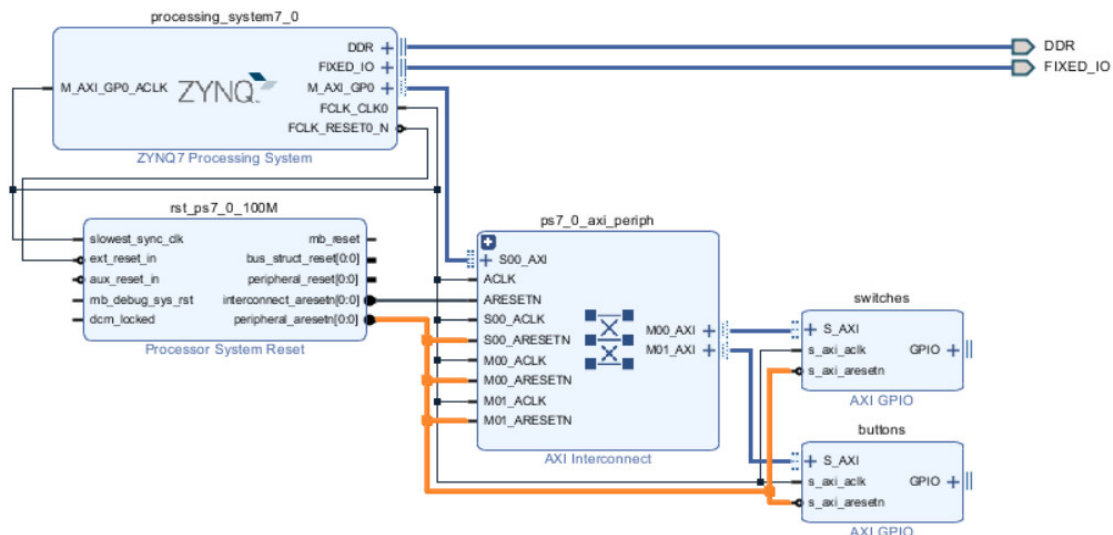 processing_system7_0
DDR
FIXED_IO
M_AXI_GP0
FCLK_CLK0
FCLK_RESET0_N
M_AXI_GP0_ACLK
ZYNQ
ZYNQ7 Processing System
DDR
FIXED_IO
rst_ps7_0_100M
slowest_sync_clk
ext_reset_in
aux_reset_in
mb_debug_sys_rst
dcm_locked
mb_reset
bus_struct_reset[0:0]
peripheral_reset[0:0]
interconnect_aresetn[0:0]
peripheral_aresetn[0:0]
Processor System Reset
ps7_0_axi_periph
S00_AXI
ACLK
ARESETN
S00_ACLK
S00_ARESETN
M00_ACLK
M00_ARESETN
M01_ACLK
M01_ARESETN
M00_AXI
M01_AXI
AXI Interconnect
switches
S_AXI
s_axi_aclk
s_axi_aresetn
GPIO
AXI GPIO
buttons
S_AXI
s_axi_aclk
s_axi_aresetn
GPIO
AXI GPIO